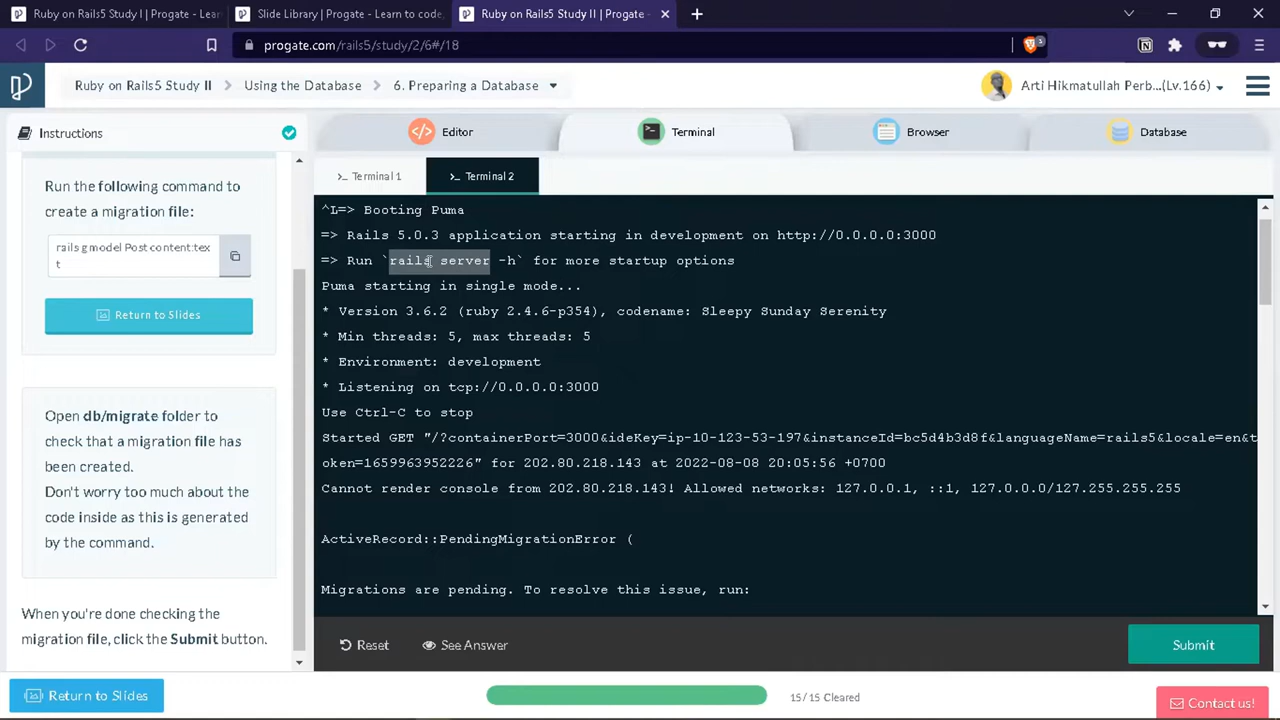 Ruby on Rails5 Study II | Progate - Lear
Slide Library | Progate - Learn to code
Ruby on Rails5 Study II | Progate -
progate.com/rails5/study/2/6#/18
Ruby on Rails5 Study II
Using the Database
6. Preparing a Database
Arti Hikmatullah Perb...(Lv.166)
Instructions
Editor
Terminal
Browser
Database
Run the following command to
create a migration file:
rails g model Post content:tex
t
Return to Slides
Open db/migrate folder to
check that a migration file has
been created.
Don't worry too much about the
code inside as this is generated
by the command.
When you're done checking the
migration file, click the Submit button.
>_ Terminal 1
>_ Terminal 2
^L=> Booting Puma
=> Rails 5.0.3 application starting in development on http://0.0.0.0:3000
=> Run `rails server -h` for more startup options
Puma starting in single mode...
* Version 3.6.2 (ruby 2.4.6-p354), codename: Sleepy Sunday Serenity
* Min threads: 5, max threads: 5
* Environment: development
* Listening on tcp://0.0.0.0:3000
Use Ctrl-C to stop
Started GET "/?containerPort=3000&ideKey=ip-10-123-53-197&instanceId=bc5d4b3d8f&languageName=rails5&locale=en&t
oken=1659963952226" for 202.80.218.143 at 2022-08-08 20:05:56 +0700
Cannot render console from 202.80.218.143! Allowed networks: 127.0.0.1, ::1, 127.0.0.0/127.255.255.255
ActiveRecord::PendingMigrationError (
Migrations are pending. To resolve this issue, run:
Reset
See Answer
Submit
Return to Slides
15/ 15 Cleared
Contact us!